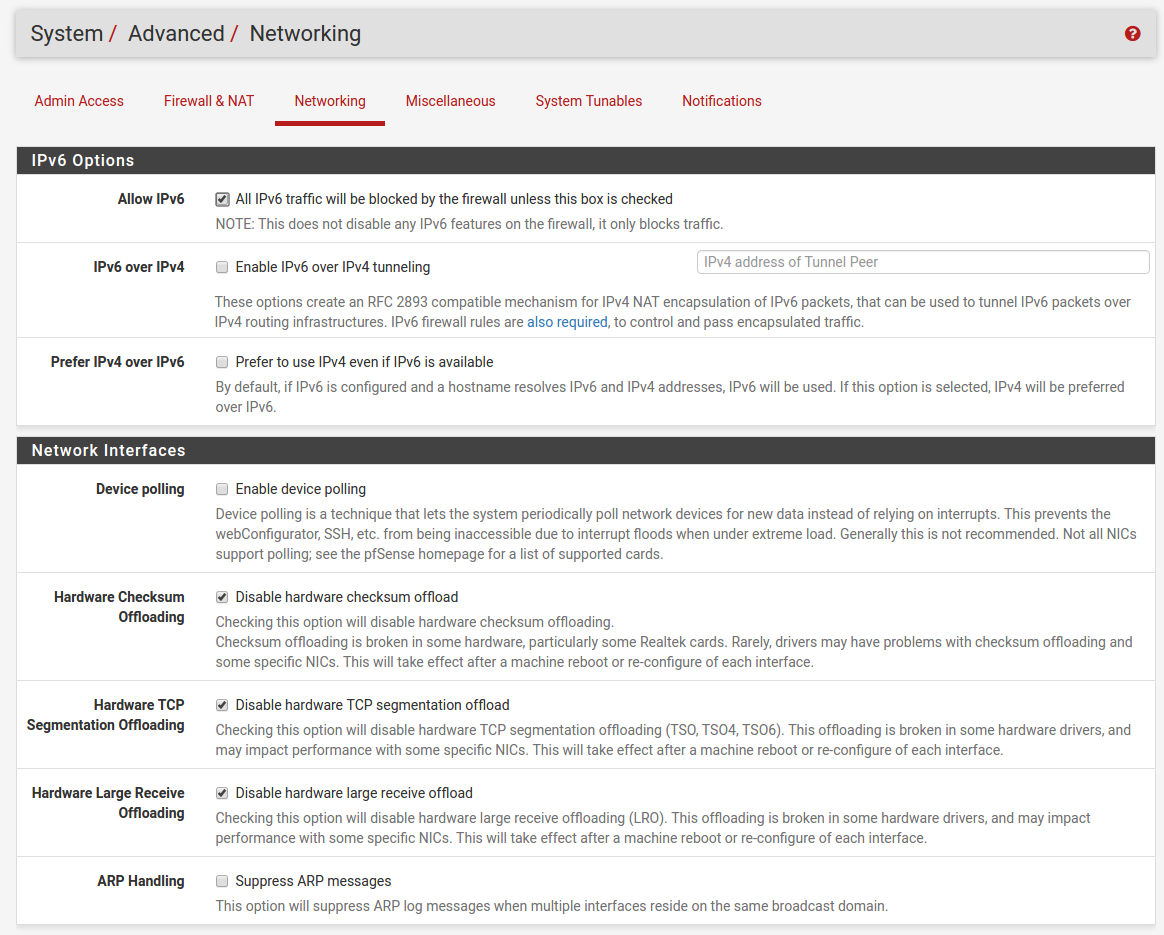 System / Advanced / Networking
Admin Access Firewall & NAT Networking Miscellaneous System Tunables Notifications
IPv6 Options
Allow IPv6 All IPv6 traffic will be blocked by the firewall unless this box is checked
NOTE: This does not disable any IPv6 features on the firewall, it only blocks traffic.
IPv6 over IPv4 Enable IPv6 over IPv4 tunneling IPv4 address of Tunnel Peer
These options create an RFC 2893 compatible mechanism for IPv4 NAT encapsulation of IPv6 packets, that can be used to tunnel IPv6 packets over
IPv4 routing infrastructures. IPv6 firewall rules are also required, to control and pass encapsulated traffic.
Prefer IPv4 over IPv6 Prefer to use IPv4 even if IPv6 is available
By default, if IPv6 is configured and a hostname resolves IPv6 and IPv4 addresses, IPv6 will be used. If this option is selected, IPv4 will be preferred
over IPv6.
Network Interfaces
Device polling Enable device polling
Device polling is a technique that lets the system periodically poll network devices for new data instead of relying on interrupts. This prevents the
webConfigurator, SSH, etc. from being inaccessible due to interrupt floods when under extreme load. Generally this is not recommended. Not all NICs
support polling; see the pfSense homepage for a list of supported cards.
Hardware Checksum Disable hardware checksum offload
Offloading
Checking this option will disable hardware checksum offloading.
Checksum offloading is broken in some hardware, particularly some Realtek cards. Rarely, drivers may have problems with checksum offloading and
some specific NICs. This will take effect after a machine reboot or re-configure of each interface.
Hardware TCP Disable hardware TCP segmentation offload
Segmentation Offloading
Checking this option will disable hardware TCP segmentation offloading (TSO, TSO4, TSO6). This offloading is broken in some hardware drivers, and
may impact performance with some specific NICs. This will take effect after a machine reboot or re-configure of each interface.
Hardware Large Receive Disable hardware large receive offload
Offloading
Checking this option will disable hardware large receive offloading (LRO). This offloading is broken in some hardware drivers, and may impact
performance with some specific NICs. This will take effect after a machine reboot or re-configure of each interface.
ARP Handling Suppress ARP messages
This option will suppress ARP log messages when multiple interfaces reside on the same broadcast domain.